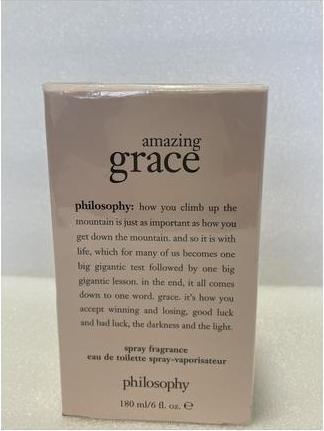 amazing
grace
philosophy: how you climb up the
mountain is just as important as how you
get down the mountain. and so it is with
life, which for many of us becomes one
big gigantic test followed by one big
gigantic lesson. in the end, it all comes
down to one word. grace. it's how you
accept winning and losing, good luck
and bad luck, the darkness and the light.
spray fragrance
eau de toilette spray-vaporisateur
philosophy
180 ml/6 fl. oz. ℮